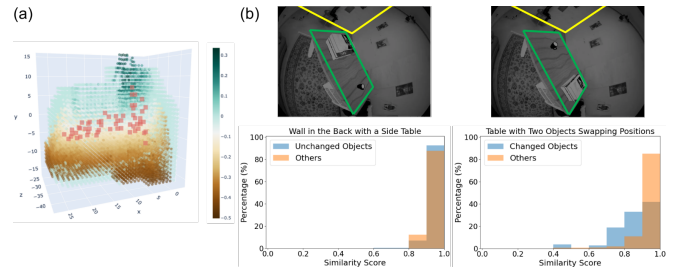 (a)
(b)
15
10
5
0
−5
−10
−15
−20
−25
−30
−35
−40
y
z
x
25
20
15
10
5
0
0.3
0.2
0.1
0
−0.1
−0.2
−0.3
−0.4
−0.5
Wall in the Back with a Side Table
Unchanged Objects
Others
Percentage (%)
100
80
60
40
20
0
0.0 0.2 0.4 0.6 0.8 1.0
Similarity Score
Table with Two Objects Swapping Positions
Changed Objects
Others
Percentage (%)
100
80
60
40
20
0
0.0 0.2 0.4 0.6 0.8 1.0
Similarity Score